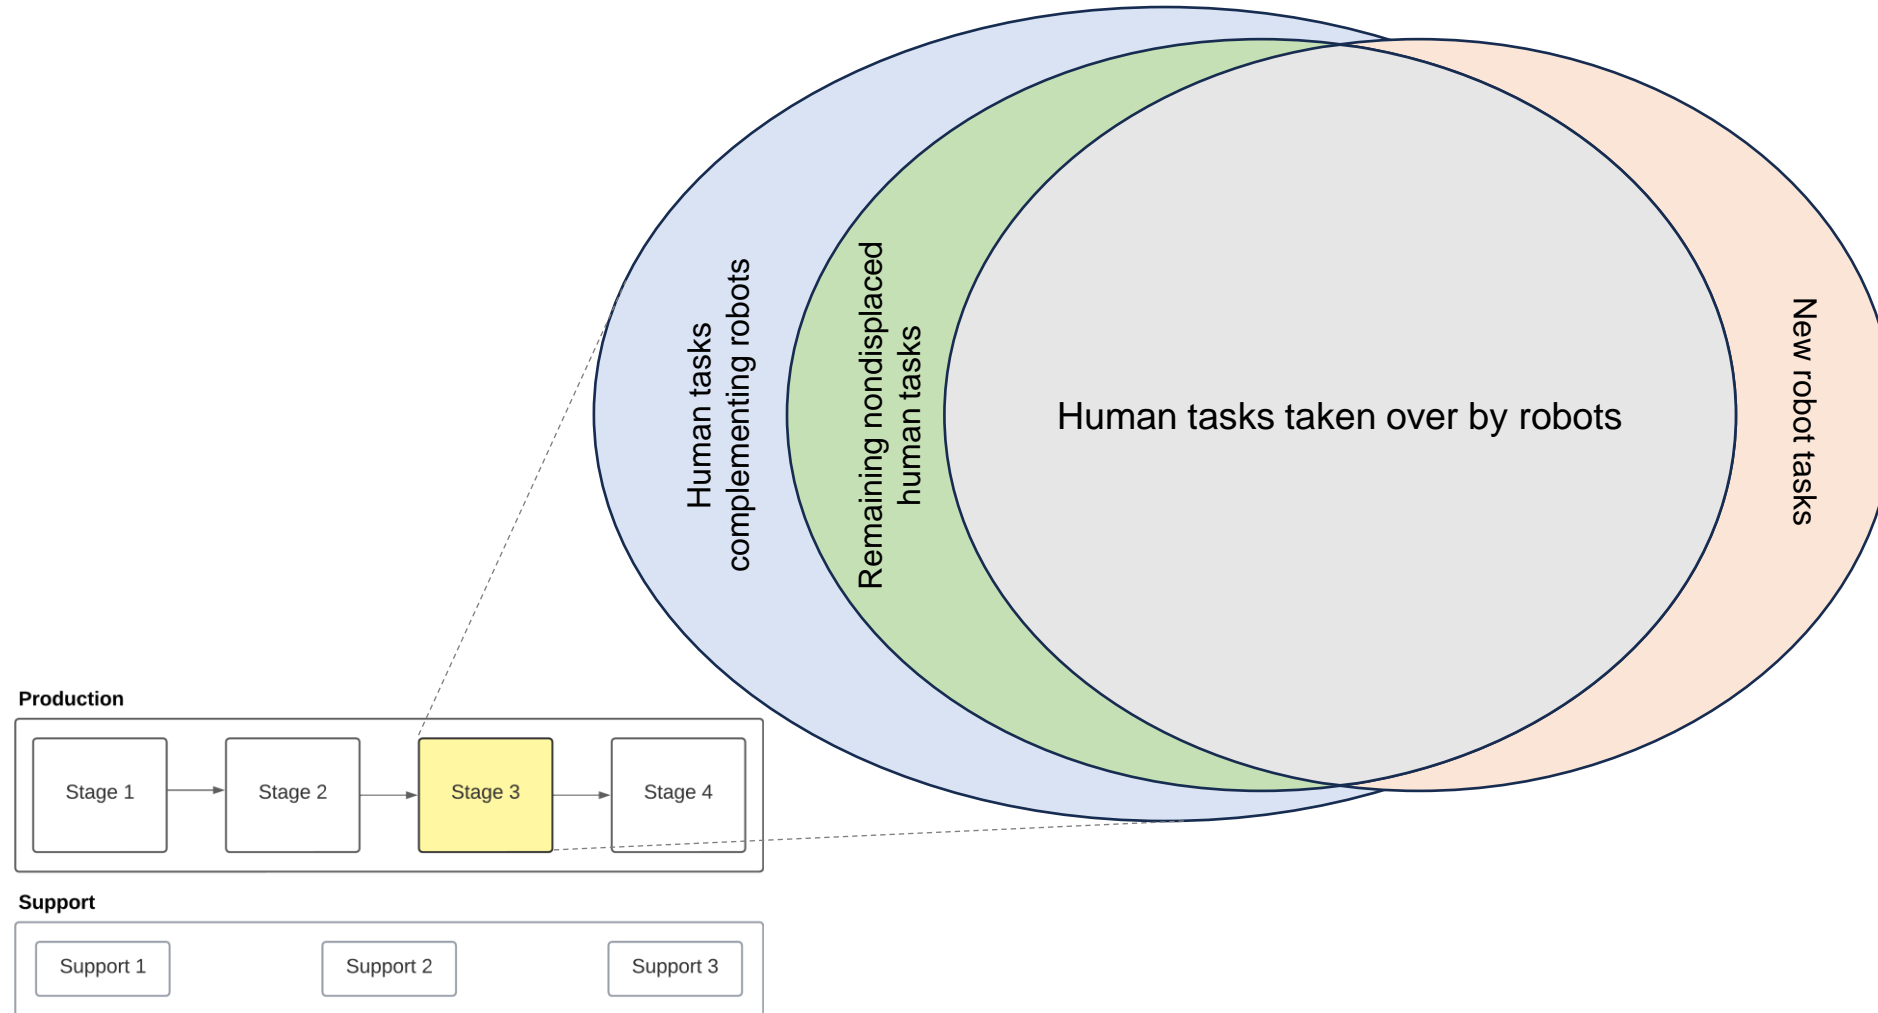 Human tasks
complementing robots
Remaining nondisplaced
human tasks
Human tasks taken over by robots
New robot tasks
Production
Stage 1
Stage 2
Stage 3
Stage 4
Support
Support 1
Support 2
Support 3